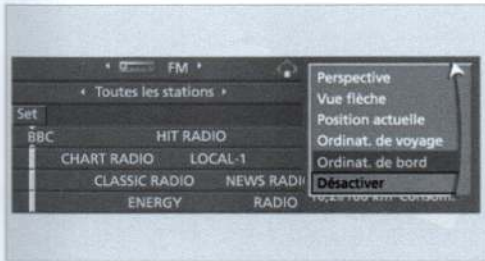 FM
Toutes les stations
Set
BBC HIT RADIO
CHART RADIO LOCAL-1
CLASSIC RADIO NEWS RADI
ENERGY RADIO
Perspective
Vue flèche
Position actuelle
Ordinat. de voyage
Ordinat. de bord
Désactiver
km Consom.